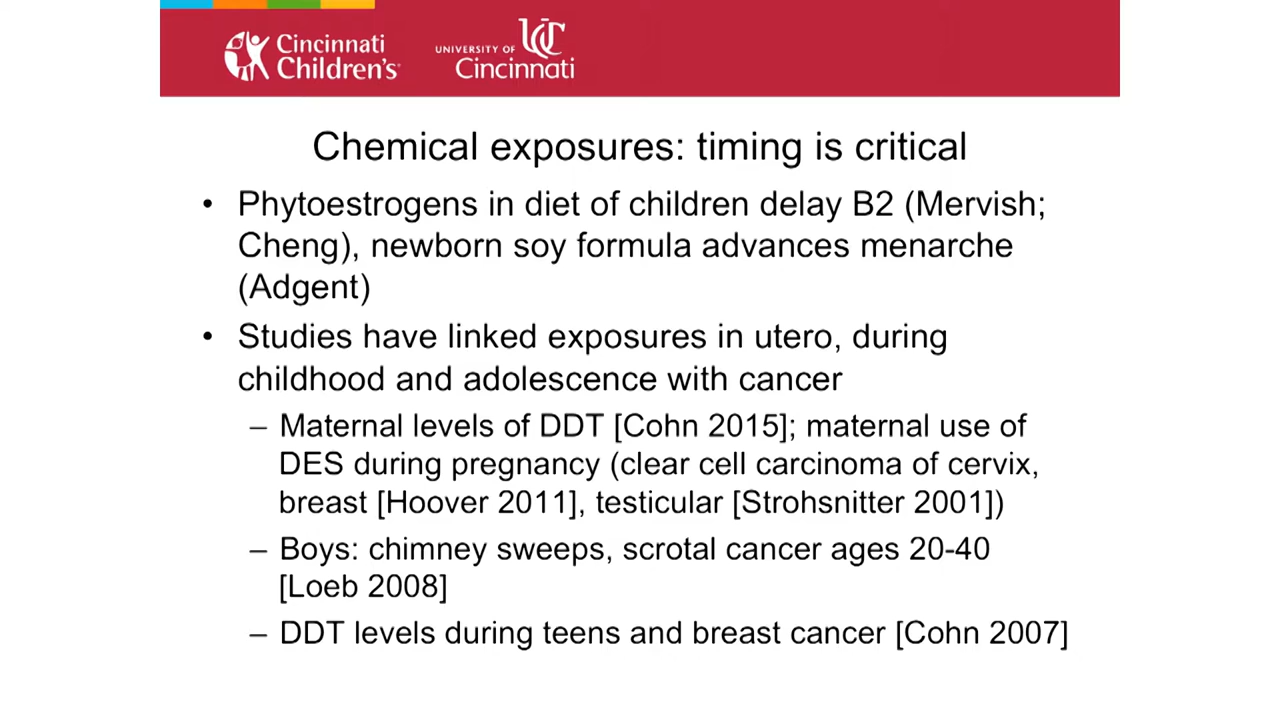 Cincinnati
Children's
UNIVERSITY OF
UC
Cincinnati
Chemical exposures: timing is critical
• Phytoestrogens in diet of children delay B2 (Mervish;
Cheng), newborn soy formula advances menarche
(Adgent)
• Studies have linked exposures in utero, during
childhood and adolescence with cancer
– Maternal levels of DDT [Cohn 2015]; maternal use of
DES during pregnancy (clear cell carcinoma of cervix,
breast [Hoover 2011], testicular [Strohsnitter 2001])
– Boys: chimney sweeps, scrotal cancer ages 20-40
[Loeb 2008]
– DDT levels during teens and breast cancer [Cohn 2007]